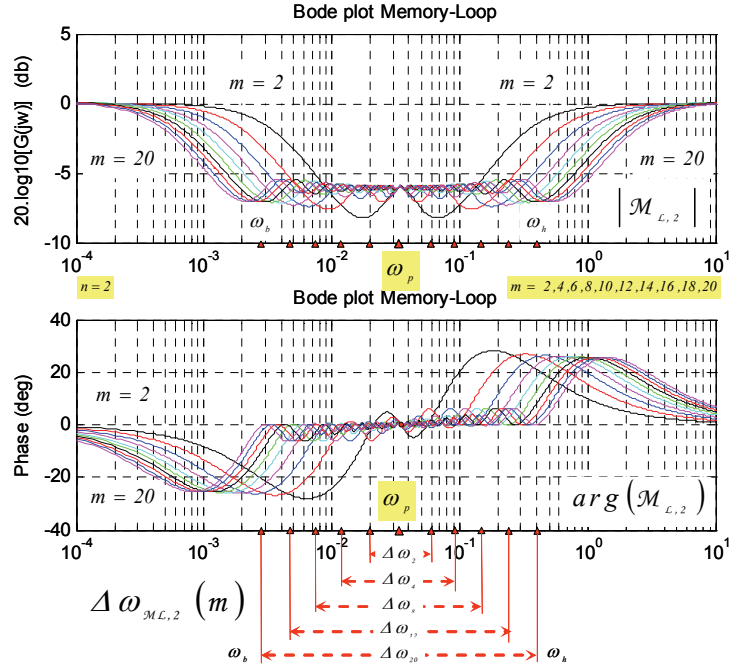 Bode plot Memory-Loop
20.log10[G(jw)] (db)
5
0
-5
-10
m = 2
m = 2
m = 20
m = 20
ω_b
ω_h
|M_{L,2}|
10^-4
10^-3
10^-2
ω_p
10^-1
10^0
10^1
n=2
m = 2,4,6,8,10,12,14,16,18,20
Bode plot Memory-Loop
Phase (deg)
40
20
0
-20
-40
m = 2
m = 20
ω_p
arg(M_{L,2})
10^-4
10^-3
10^-2
10^-1
10^0
10^1
Δω_2
Δω_4
Δω_8
Δω_{ML,2} (m)
Δω_20
ω_b
ω_h